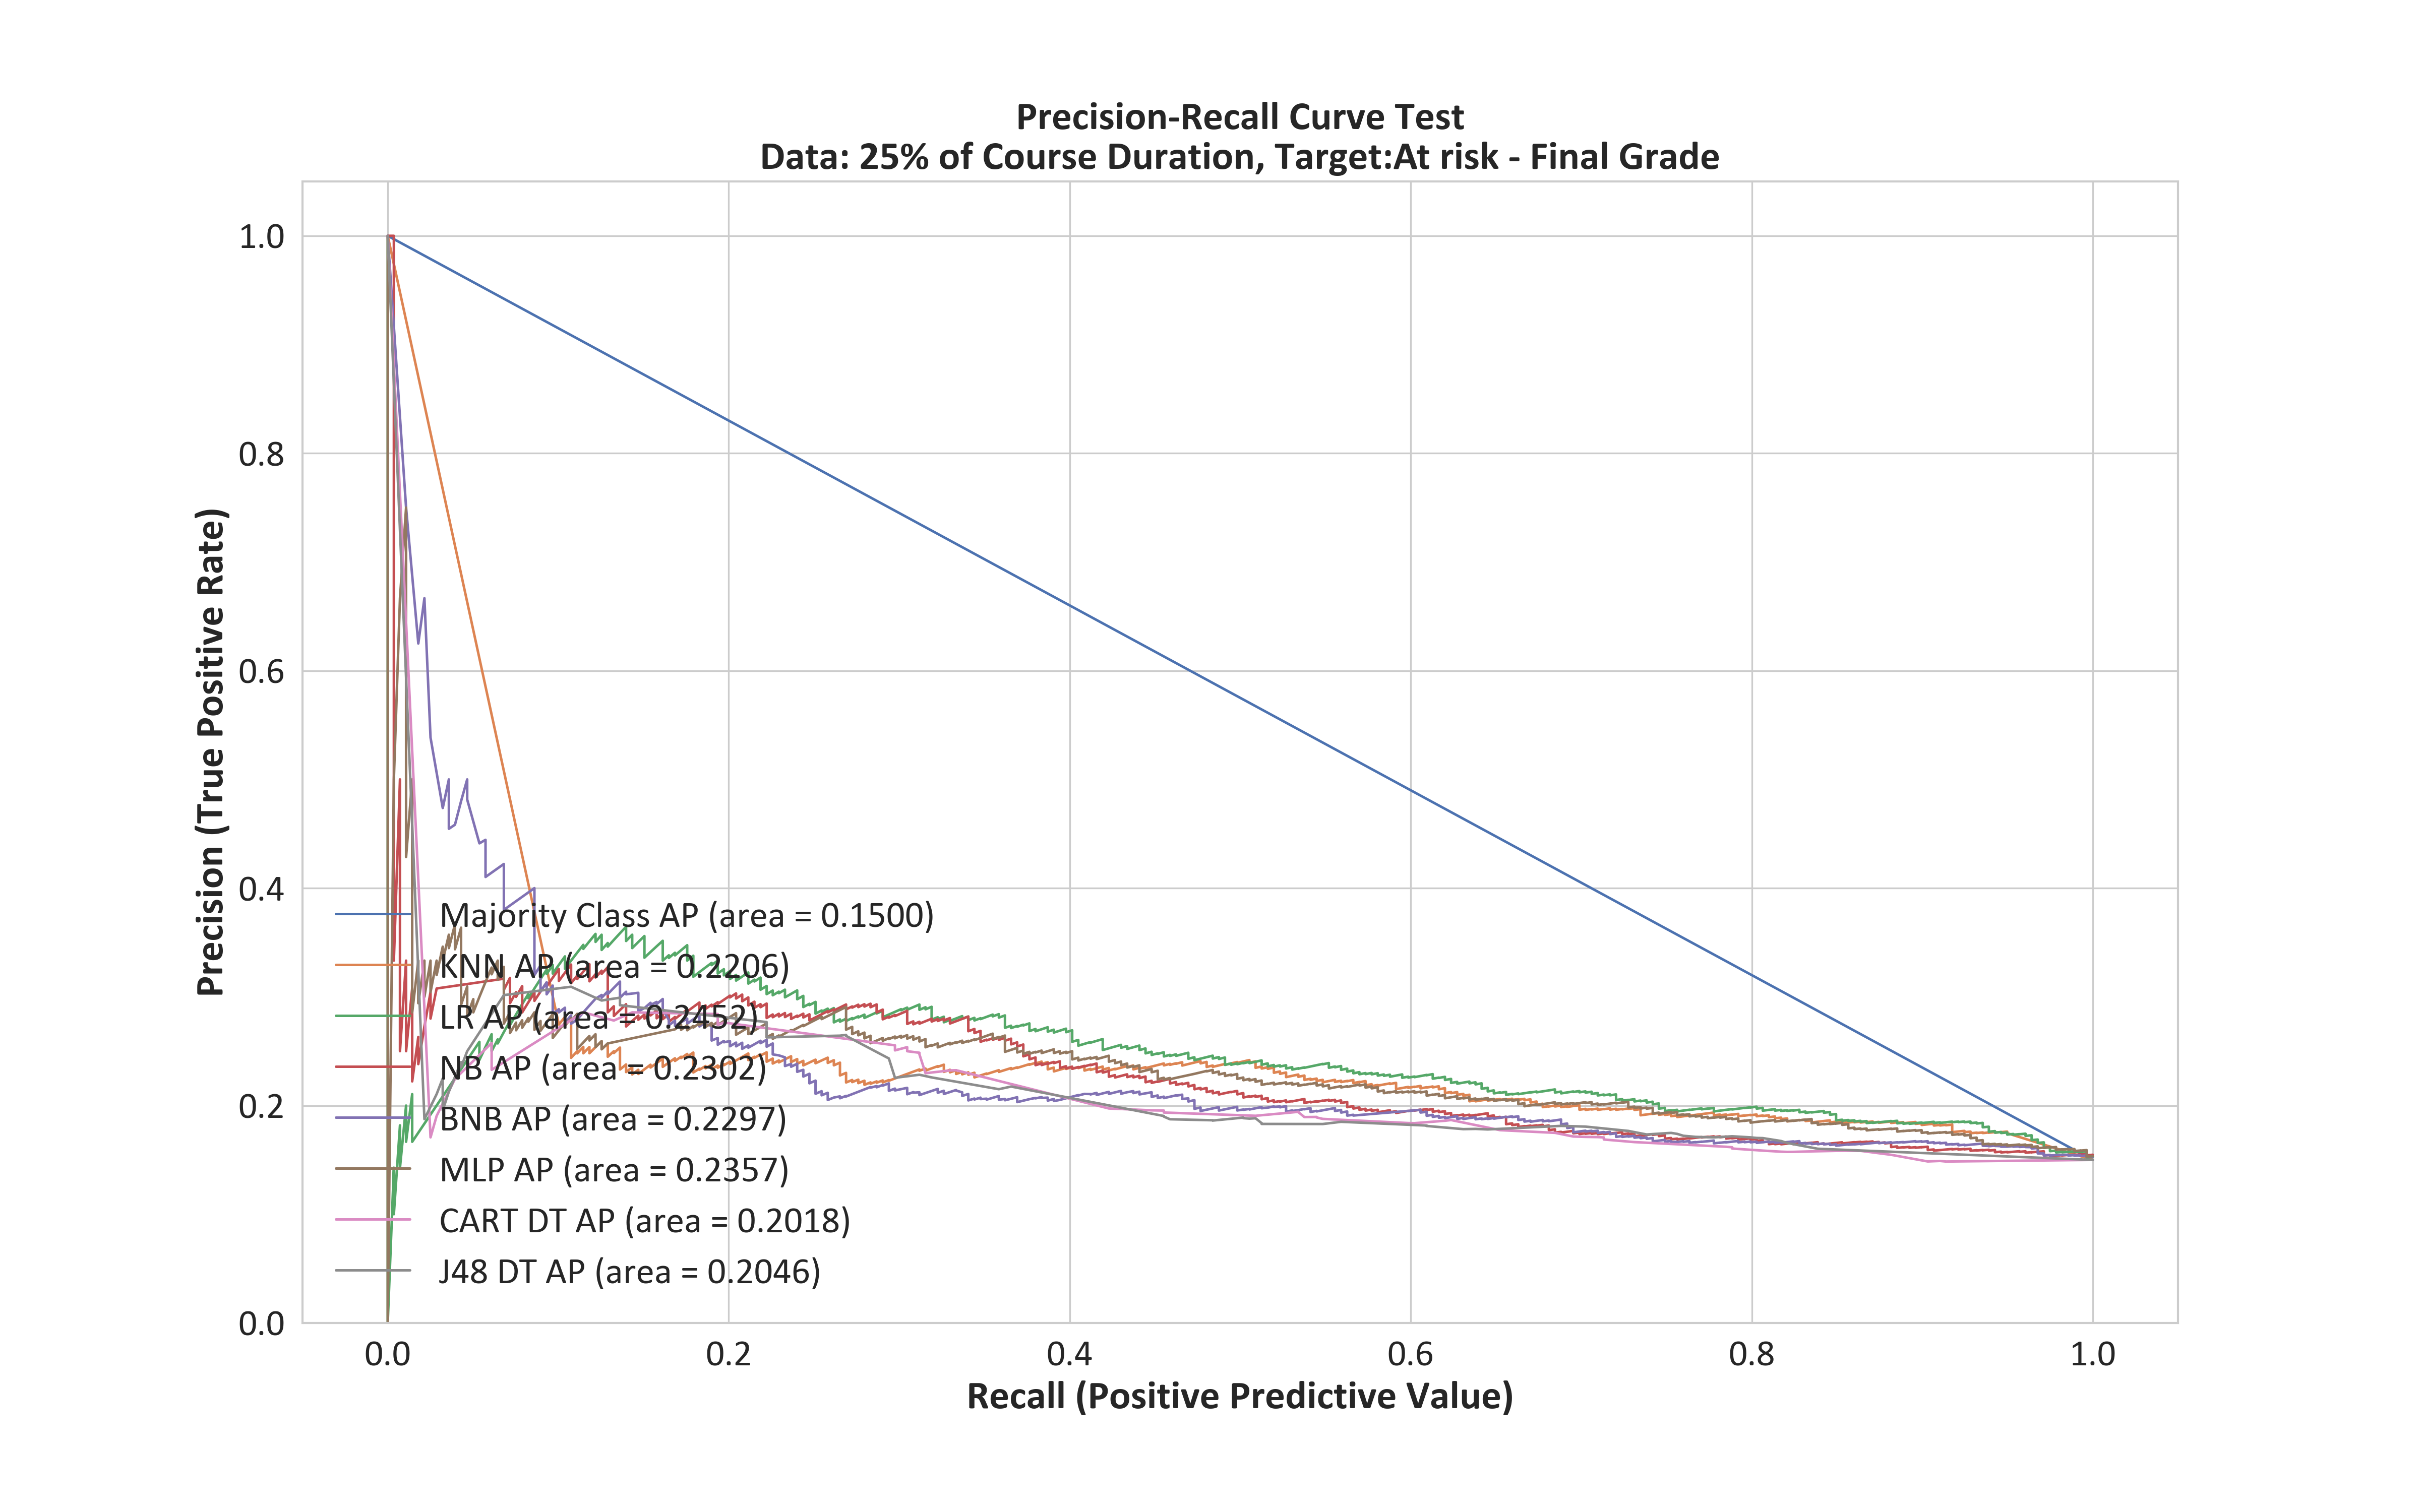 Precision-Recall Curve Test
Data: 25% of Course Duration, Target:At risk - Final Grade
Precision (True Positive Rate)
1.0
0.8
0.6
0.4
0.2
0.0
Majority Class AP (area = 0.1500)
KNN AP (area = 0.2206)
LR AP (area = 0.2452)
NB AP (area = 0.2302)
BNB AP (area = 0.2297)
MLP AP (area = 0.2357)
CART DT AP (area = 0.2018)
J48 DT AP (area = 0.2046)
0.0 0.2 0.4 0.6 0.8 1.0
Recall (Positive Predictive Value)